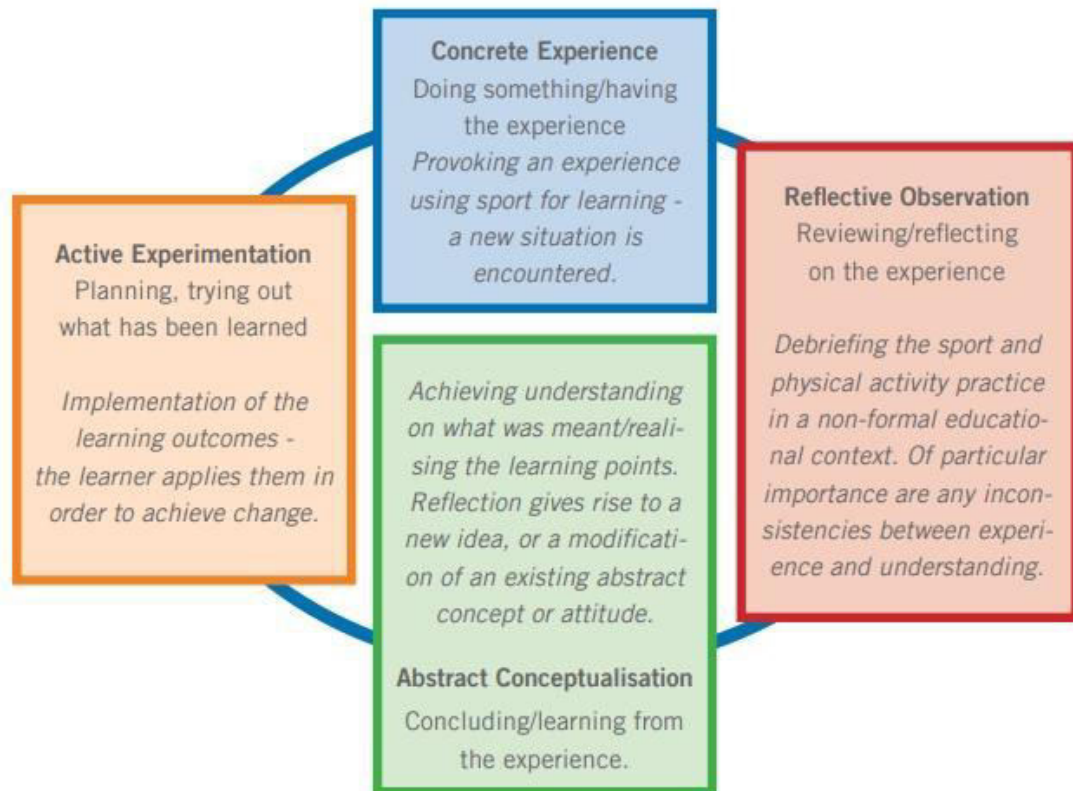 Concrete Experience
Doing something/having
the experience
Provoking an experience
using sport for learning -
a new situation is
encountered.
Reflective Observation
Reviewing/reflecting
on the experience
Debriefing the sport and
physical activity practice
in a non-formal educatio-
nal context. Of particular
importance are any incon-
sistencies between experi-
ence and understanding.
Achieving understanding
on what was meant/reali-
sing the learning points.
Reflection gives rise to a
new idea, or a modificati-
on of an existing abstract
concept or attitude.
Abstract Conceptualisation
Concluding/learning from
the experience.
Active Experimentation
Planning, trying out
what has been learned
Implementation of the
learning outcomes -
the learner applies them in
order to achieve change.